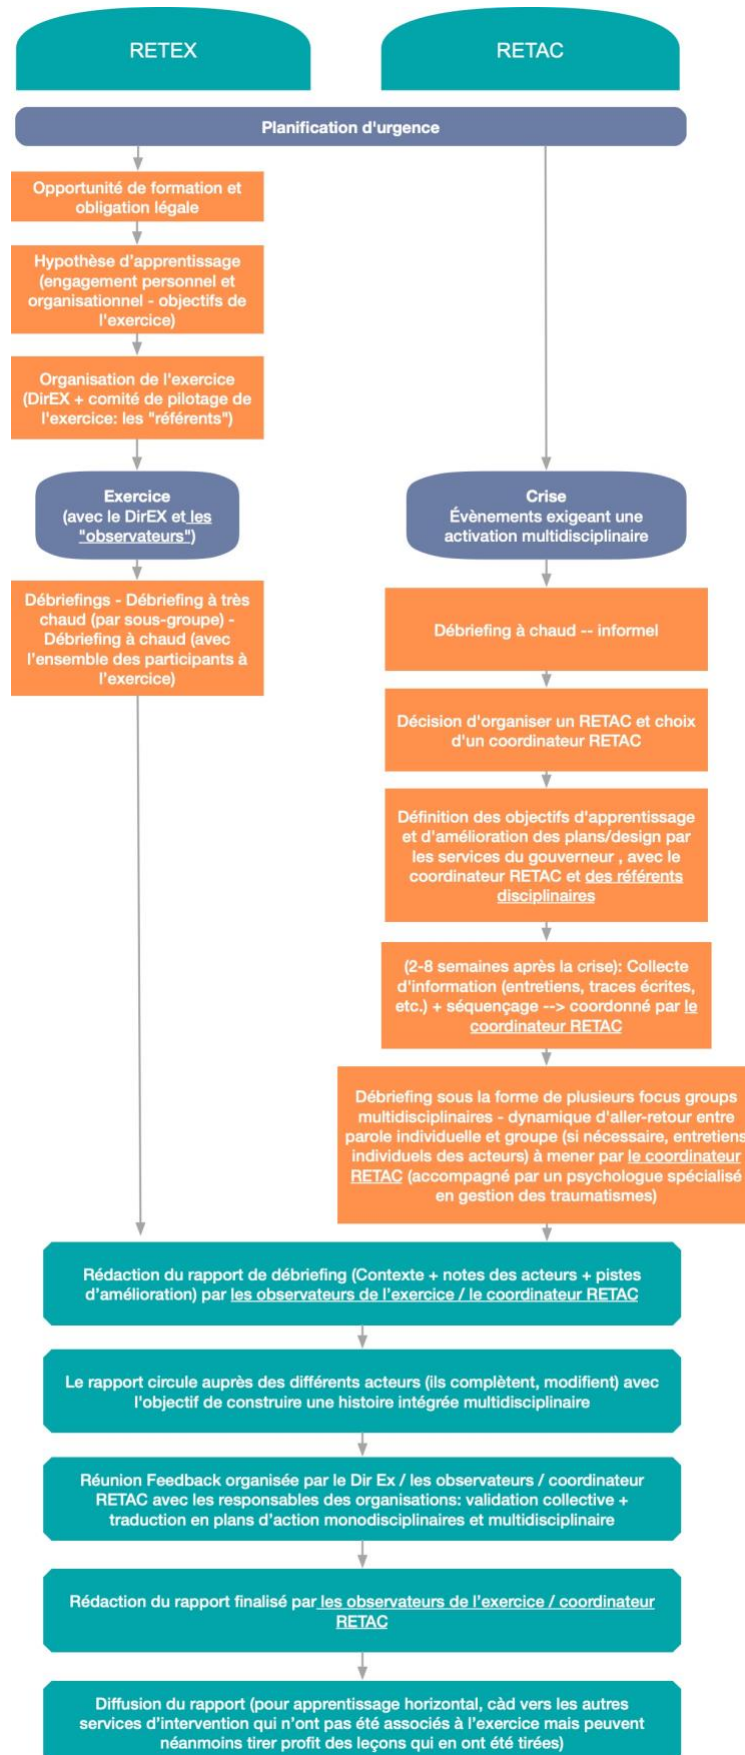 RETEX
RETAC
Planification d'urgence
Opportunité de formation et
obligation légale
Hypothèse d'apprentissage
(engagement personnel et
organisationnel - objectifs de
l'exercice)
Organisation de l'exercice
(DirEX + comité de pilotage de
l'exercice: les "référents")
Exercice
(avec le DirEX et les
"observateurs")
Débriefings - Débriefing à très
chaud (par sous-groupe) -
Débriefing à chaud (avec
l’ensemble des participants à
l’exercice)
Crise
Évènements exigeant une
activation multidisciplinaire
Débriefing à chaud -- informel
Décision d'organiser un RETAC et choix
d'un coordinateur RETAC
Définition des objectifs d'apprentissage
et d'amélioration des plans/design par
les services du gouverneur , avec le
coordinateur RETAC et des référents
disciplinaires
(2-8 semaines après la crise): Collecte
d'information (entretiens, traces écrites,
etc.) + séquençage --> coordonné par le
coordinateur RETAC
Débriefing sous la forme de plusieurs focus groups
multidisciplinaires - dynamique d'aller-retour entre
parole individuelle et groupe (si nécessaire, entretiens
individuels des acteurs) à mener par le coordinateur
RETAC (accompagné par un psychologue spécialisé
en gestion des traumatismes)
Rédaction du rapport de débriefing (Contexte + notes des acteurs + pistes
d’amélioration) par les observateurs de l’exercice / le coordinateur RETAC
Le rapport circule auprès des différents acteurs (ils complètent, modifient) avec
l'objectif de construire une histoire intégrée multidisciplinaire
Réunion Feedback organisée par le Dir Ex / les observateurs / coordinateur
RETAC avec les responsables des organisations: validation collective +
traduction en plans d’action monodisciplinaires et multidisciplinaire
Rédaction du rapport finalisé par les observateurs de l’exercice / coordinateur
RETAC
Diffusion du rapport (pour apprentissage horizontal, càd vers les autres
services d’intervention qui n’ont pas été associés à l’exercice mais peuvent
néanmoins tirer profit des leçons qui en ont été tirées)